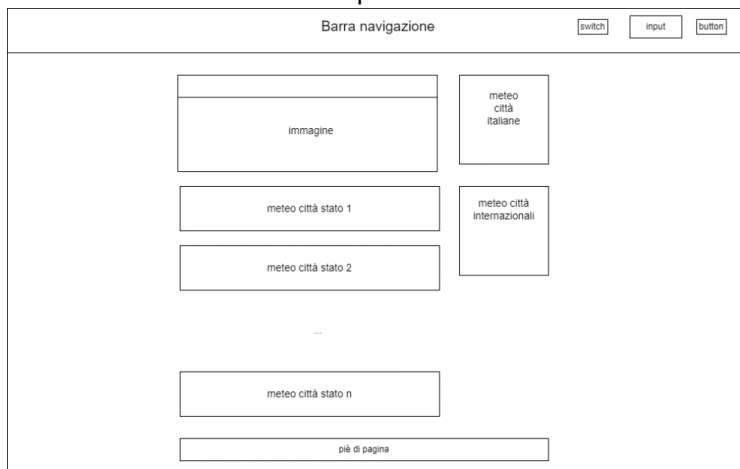 Barra navigazione
switch
input
button
immagine
meteo
città
italiane
meteo città stato 1
meteo città
internazionali
meteo città stato 2
...
meteo città stato n
piè di pagina